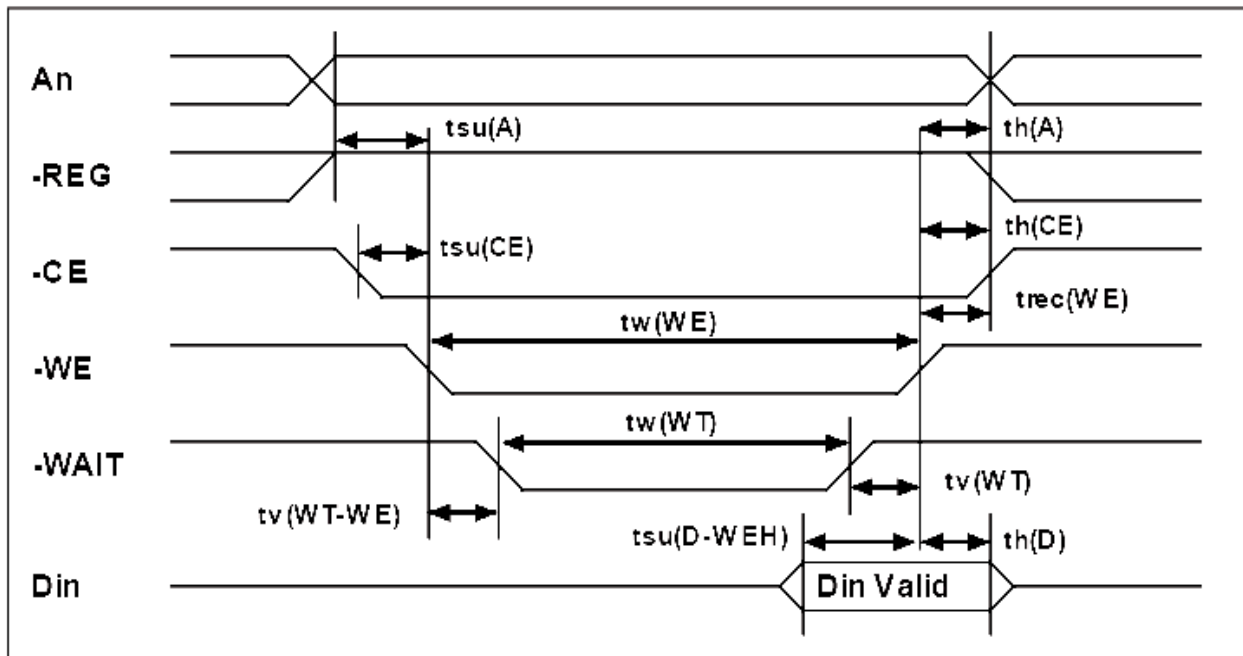 An
tsu(A)
th(A)
-REG
tsu(CE)
th(CE)
-CE
trec(WE)
tw(WE)
-WE
tw(WT)
-WAIT
tv(WT)
tv(WT-WE)
tsu(D-WEH)
th(D)
Din
Din Valid